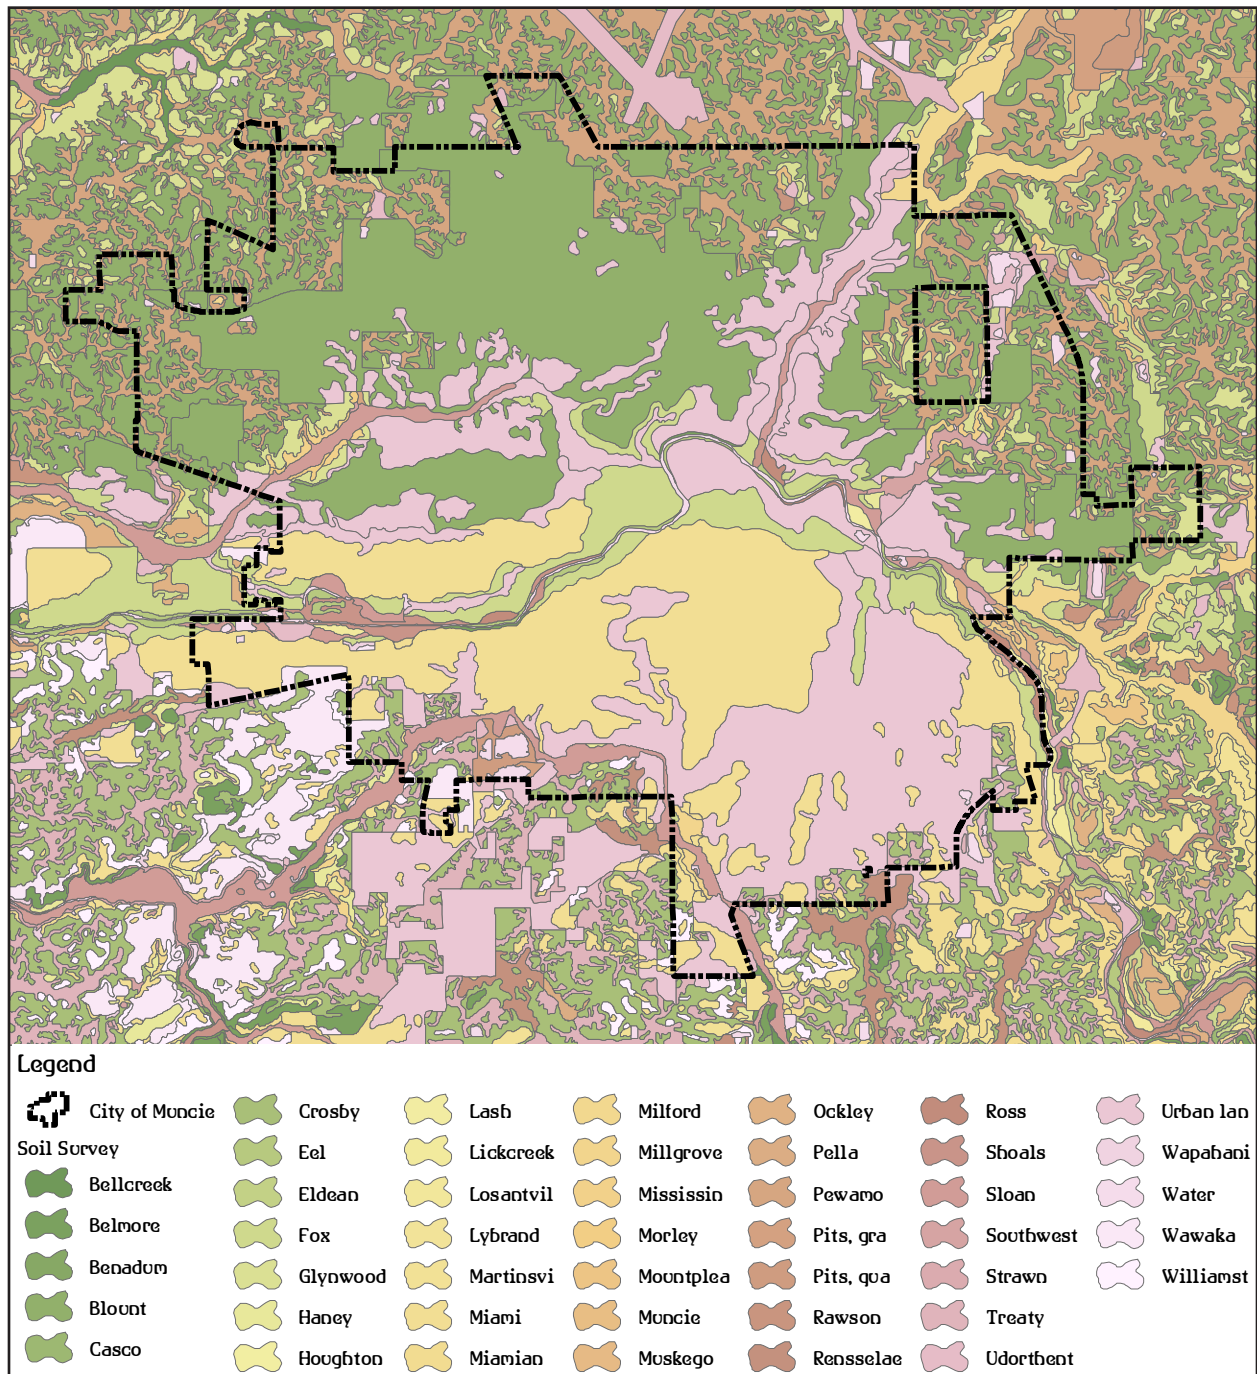 Legend
City of Muncie
Soil Survey
Bellcreek
Belmore
Benadum
Blount
Casco
Crosby
Eel
Eldean
Fox
Glynwood
Haney
Houghton
Lash
Lickcreek
Losantvil
Lybrand
Martinsvi
Miami
Miamian
Milford
Millgrove
Mississin
Morley
Mountplea
Muncie
Muskego
Ockley
Pella
Pewamo
Pits, gra
Pits, qua
Rawson
Rensselae
Ross
Shoals
Sloan
Southwest
Strawn
Treaty
Udorthent
Urban lan
Wapahani
Water
Wawaka
Williamst